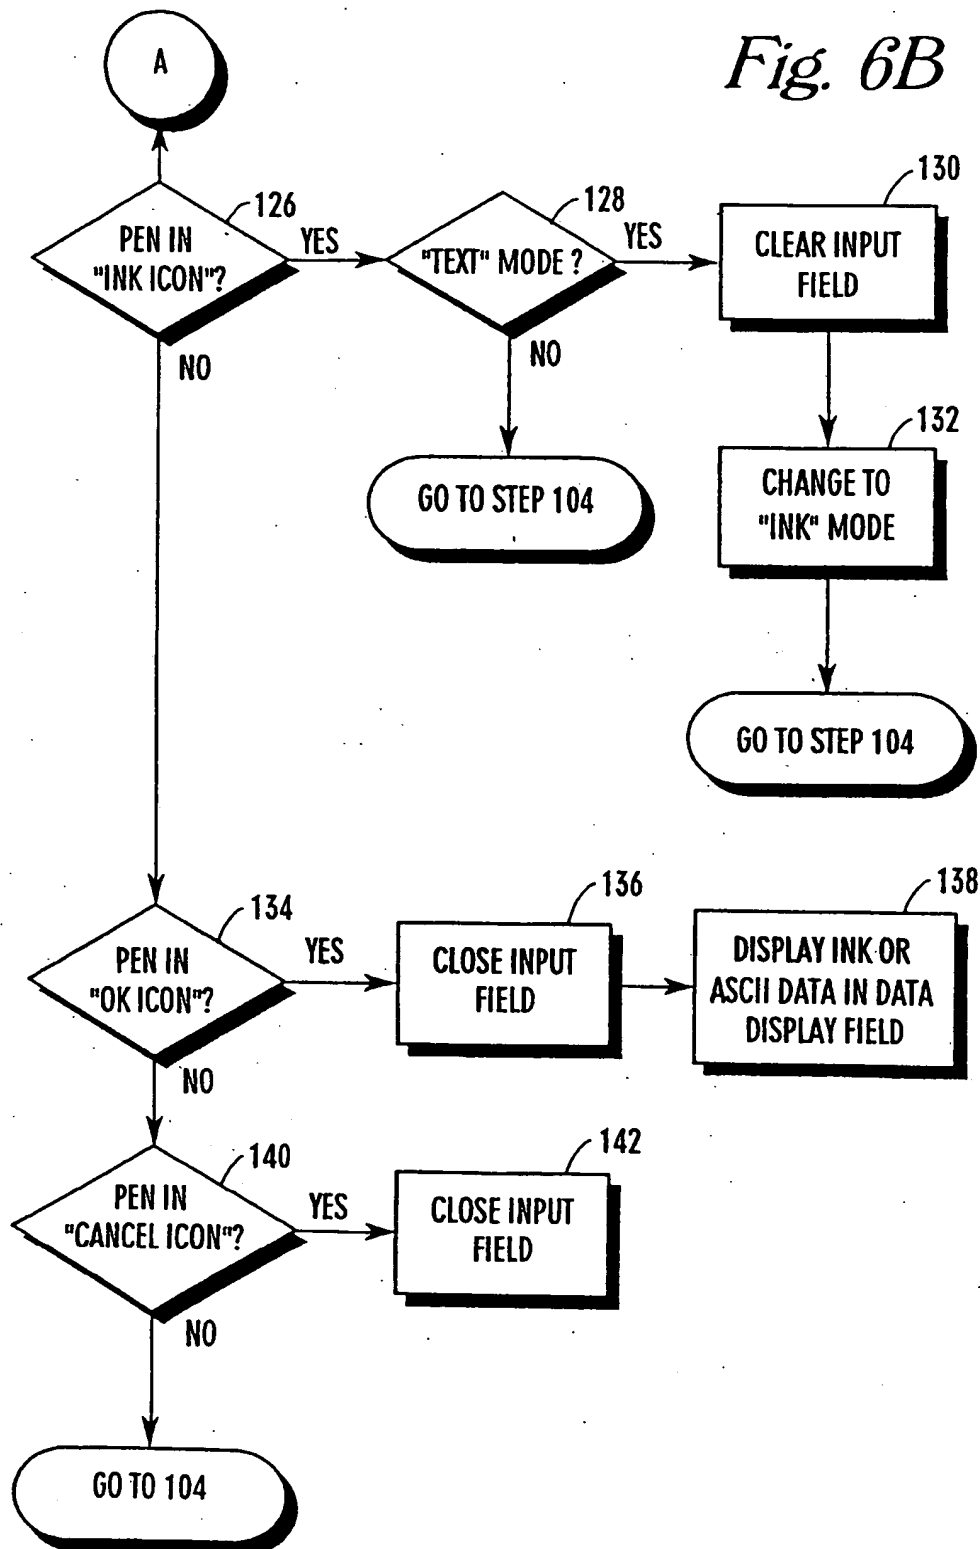 Fig. 6B
A
126
PEN IN
"INK ICON"?
YES
NO
128
"TEXT" MODE ?
YES
NO
130
CLEAR INPUT
FIELD
GO TO STEP 104
132
CHANGE TO
"INK" MODE
GO TO STEP 104
134
PEN IN
"OK ICON"?
YES
NO
136
CLOSE INPUT
FIELD
138
DISPLAY INK OR
ASCII DATA IN DATA
DISPLAY FIELD
140
PEN IN
"CANCEL ICON"?
YES
NO
142
CLOSE INPUT
FIELD
GO TO 104